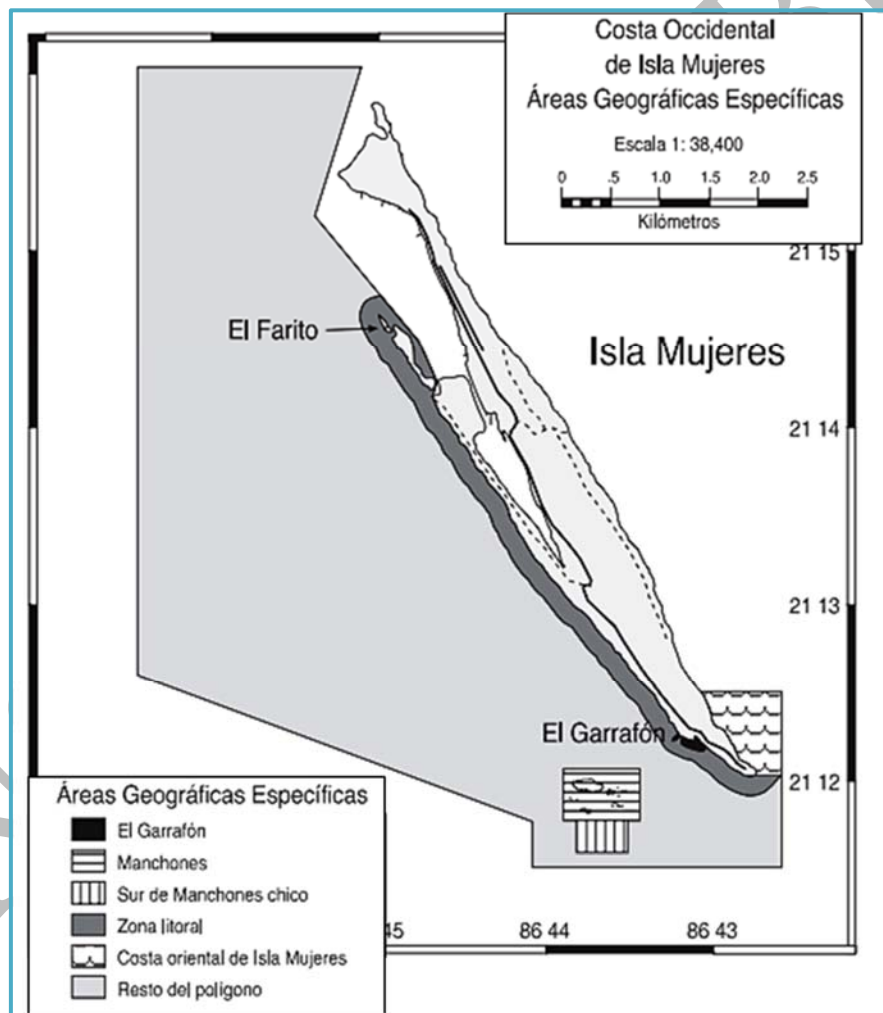 Costa Occidental
de Isla Mujeres
Áreas Geográficas Específicas
Escala 1: 38,400
0 .5 1.0 1.5 2.0 2.5
Kilómetros
21 15
El Farito
Isla Mujeres
21 14
21 13
El Garrafón
21 12
Áreas Geográficas Específicas
El Garrafón
Manchones
Sur de Manchones chico
Zona litoral
Costa oriental de Isla Mujeres
Resto del polígono
45
86 44
86 43